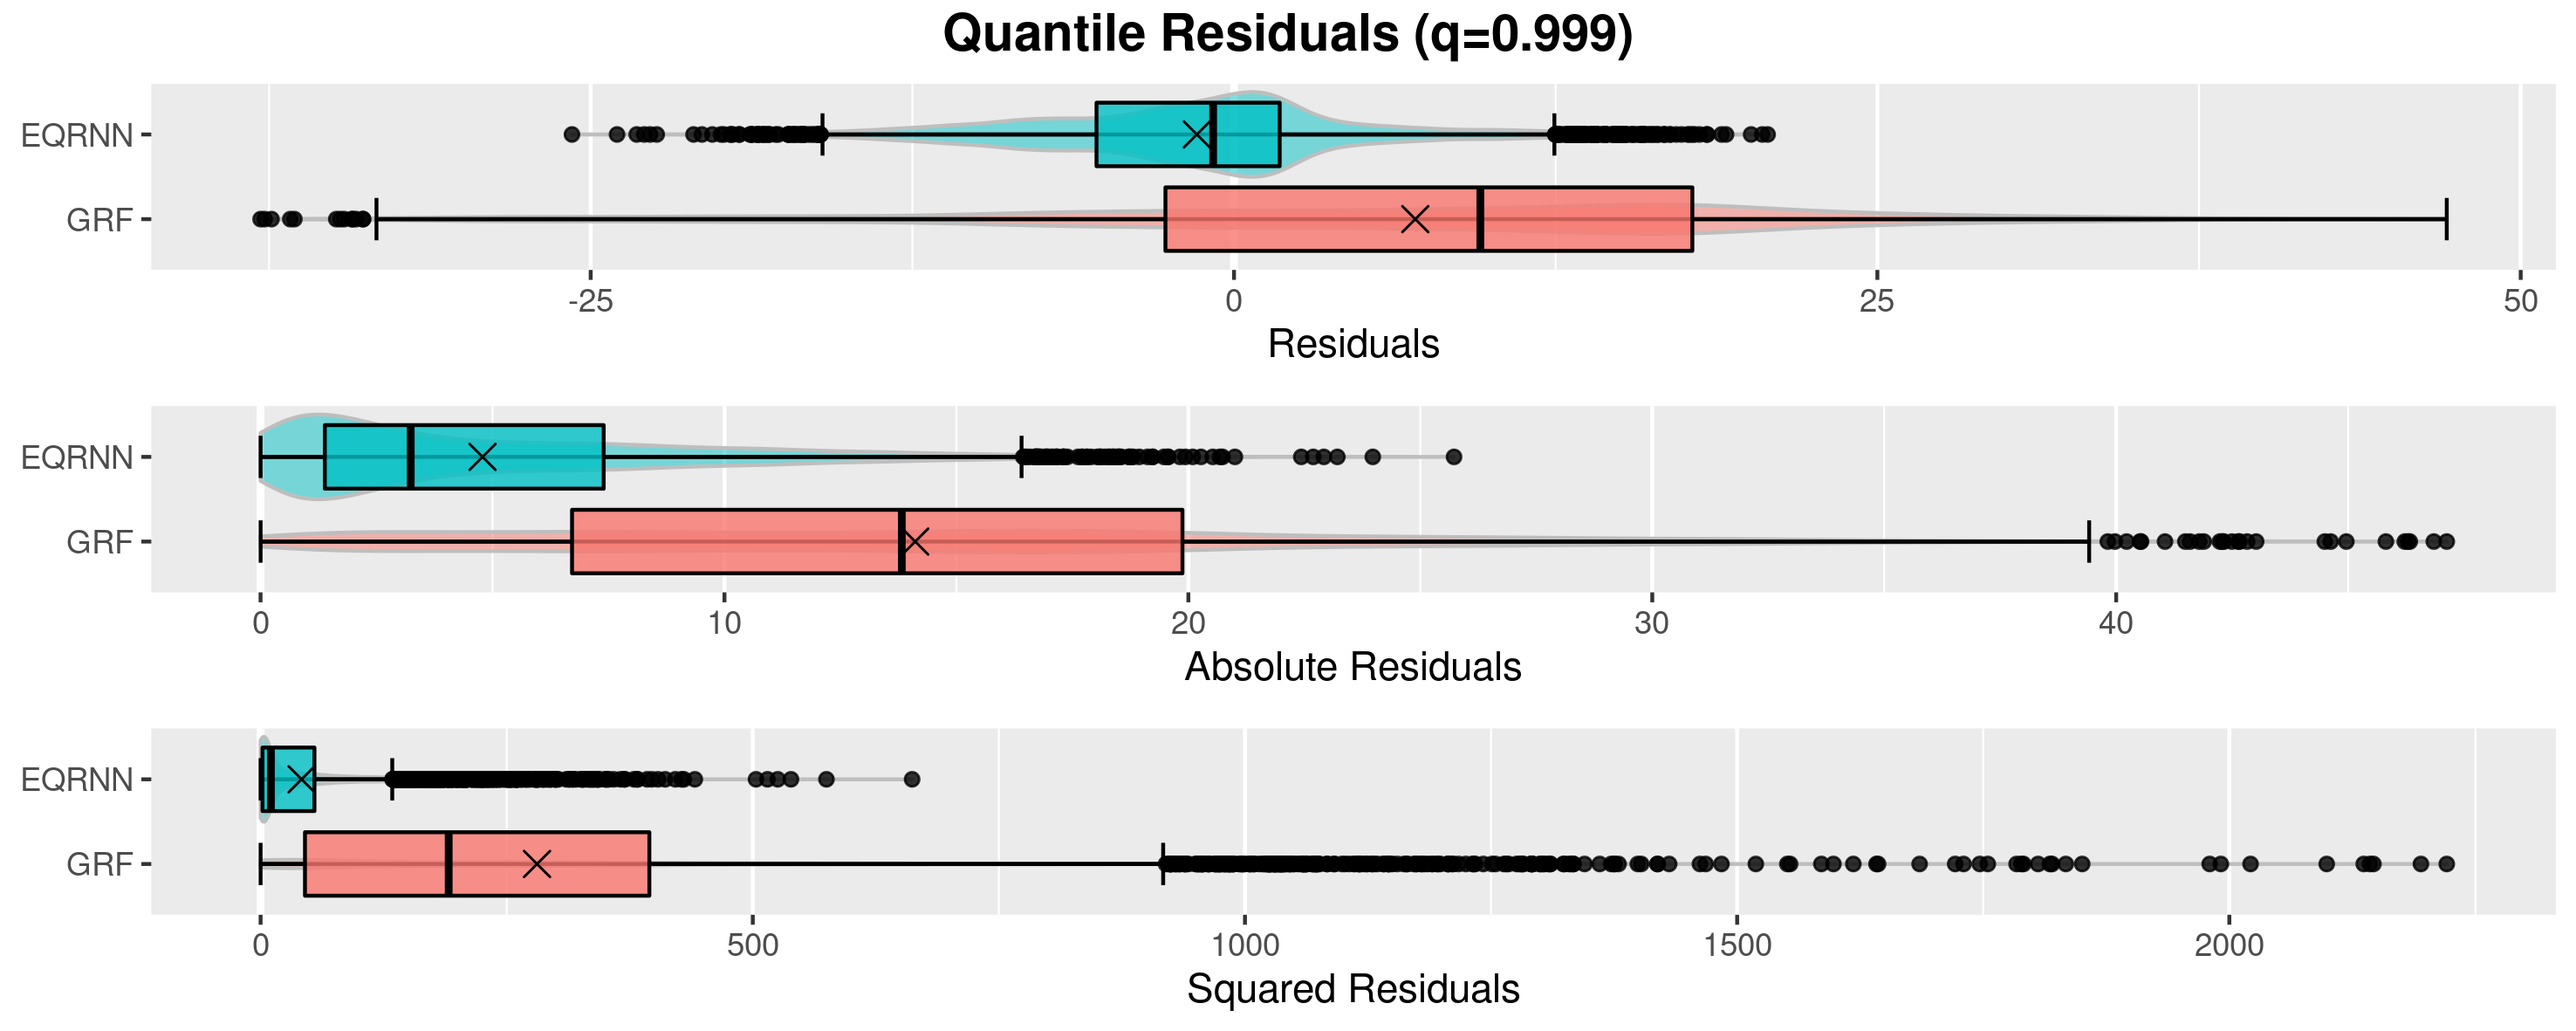 Quantile Residuals (q=0.999)
EQRNN
GRF
-25 0 25 50
Residuals
EQRNN
GRF
0 10 20 30 40
Absolute Residuals
EQRNN
GRF
0 500 1000 1500 2000
Squared Residuals